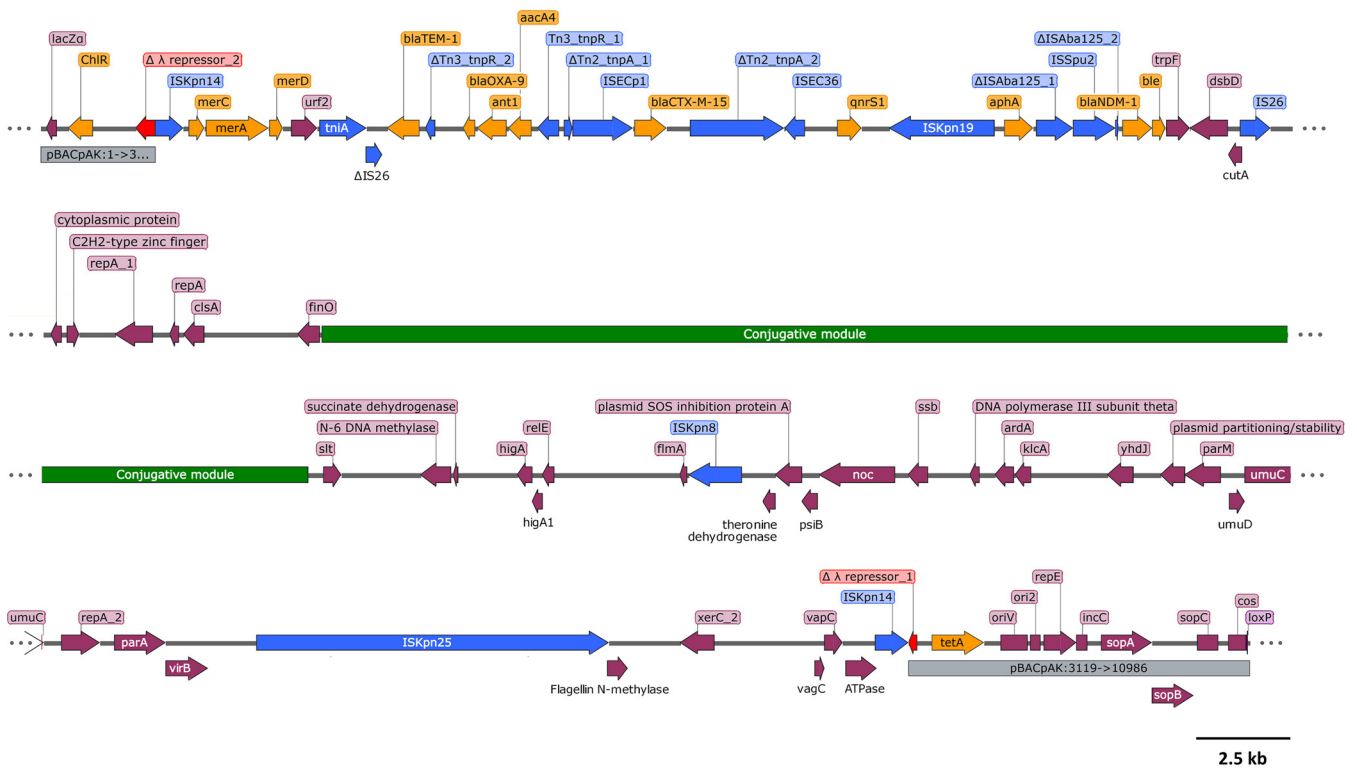 aacA4
lacZα
blaTEM-1
Tn3_tnpR_1
ΔISAba125_2
ChlR
Δ λ repressor_2
ΔTn3_tnpR_2
ΔTn2_tnpA_1
ΔTn2_tnpA_2
ISSpu2
trpF
ISKpn14
merD
blaOXA-9
ISECp1
ISEC36
ΔISAba125_1
ble
dsbD
merC
urf2
ant1
blaCTX-M-15
qnrS1
aphA
blaNDM-1
IS26
merA
tniA
ISKpn19
pBACpAK:1->3...
ΔIS26
cutA
cytoplasmic protein
C2H2-type zinc finger
repA_1
repA
clsA
finO
Conjugative module
succinate dehydrogenase
plasmid SOS inhibition protein A
ssb
DNA polymerase III subunit theta
N-6 DNA methylase
relE
ISKpn8
ardA
plasmid partitioning/stability
slt
higA
flmA
klcA
yhdJ
parM
Conjugative module
noc
umuC
higA1
theronine
dehydrogenase
psiB
umuD
Δ λ repressor_1
repE
ISKpn14
ori2
cos
umuC
repA_2
xerC_2
vapC
oriV
incC
sopC
loxP
parA
ISKpn25
tetA
sopA
virB
Flagellin N-methylase
vagC
ATPase
pBACpAK:3119->10986
sopB
2.5 kb